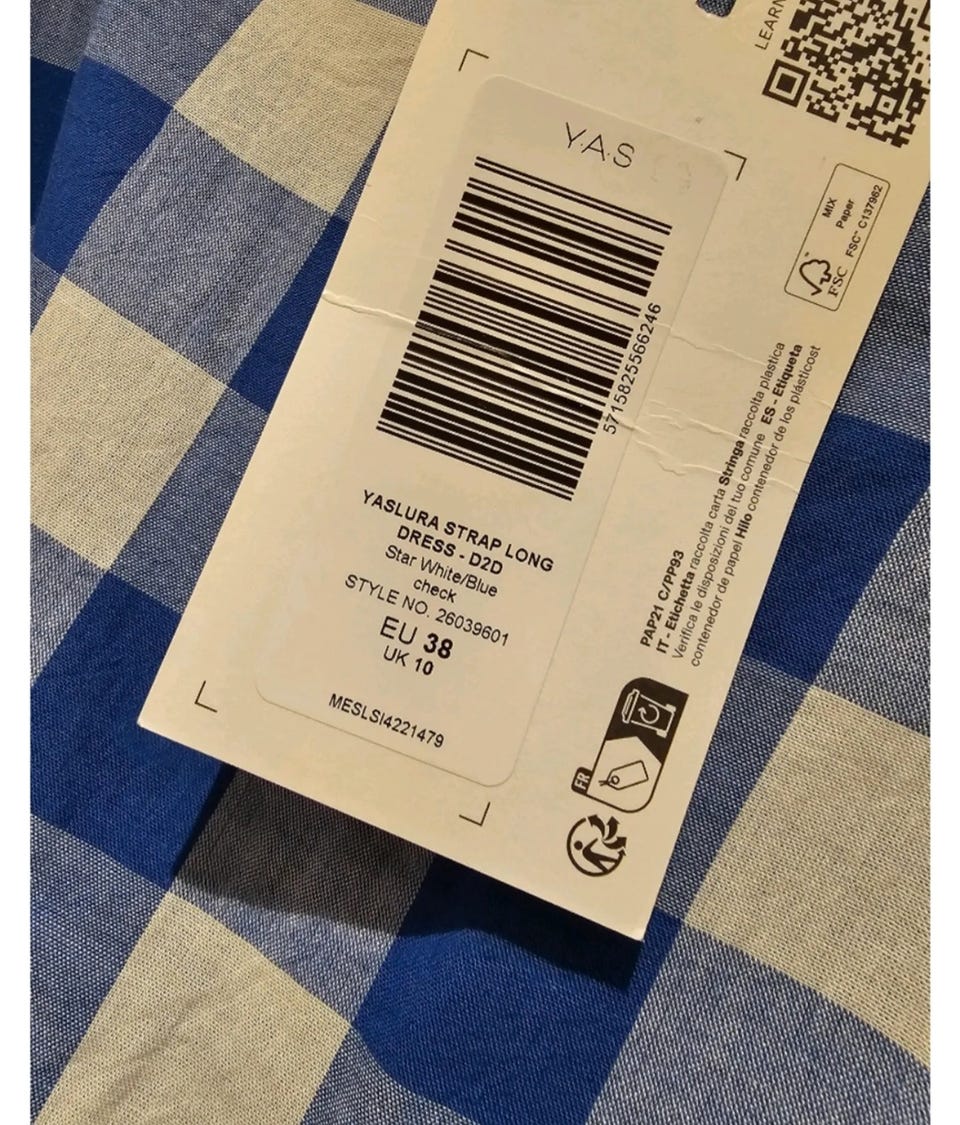 LEARN
Y.A.S
5715825566246
YASLURA STRAP LONG
DRESS - D2D
Star White/Blue
check
STYLE NO. 26039601
EU 38
UK 10
MESLSI4221479
MIX
Paper
FSC™ C137962
FSC
PAP21 C/PP93
IT - Etichetta raccolta carta Stringa raccolta plastica
Verifica le disposizioni del tuo comune ES - Etiqueta
contenedor de papel Hilo contenedor de los plásticost
FR